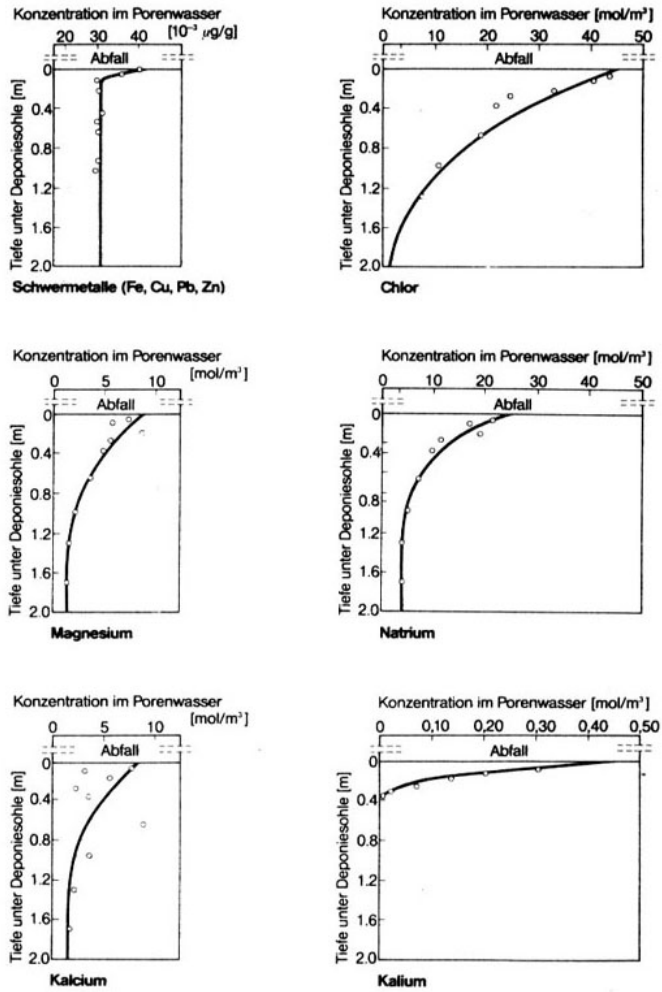 Konzentration im Porenwasser
[10⁻³ µg/g]
20 30 40 50 60
Abfall
0
0.4
0.8
1.2
1.6
2.0
Tiefe unter Deponiesohle [m]
Schwermetalle (Fe, Cu, Pb, Zn)
Konzentration im Porenwasser [mol/m³]
0 10 20 30 40 50
Abfall
0
0.4
0.8
1.2
1.6
2.0
Tiefe unter Deponiesohle [m]
Chlor
Konzentration im Porenwasser
[mol/m³]
0 5 10
Abfall
0
0.4
0.8
1.2
1.6
2.0
Tiefe unter Deponiesohle [m]
Magnesium
Konzentration im Porenwasser [mol/m³]
0 10 20 30 40 50
Abfall
0
0.4
0.8
1.2
1.6
2.0
Tiefe unter Deponiesohle [m]
Natrium
Konzentration im Porenwasser
[mol/m³]
0 5 10
Abfall
0
0.4
0.8
1.2
1.6
2.0
Tiefe unter Deponiesohle [m]
Kalcium
Konzentration im Porenwasser [mol/m³]
0 0,10 0,20 0,30 0,40 0,50
Abfall
0
0.4
0.8
1.2
1.6
2.0
Tiefe unter Deponiesohle [m]
Kalium